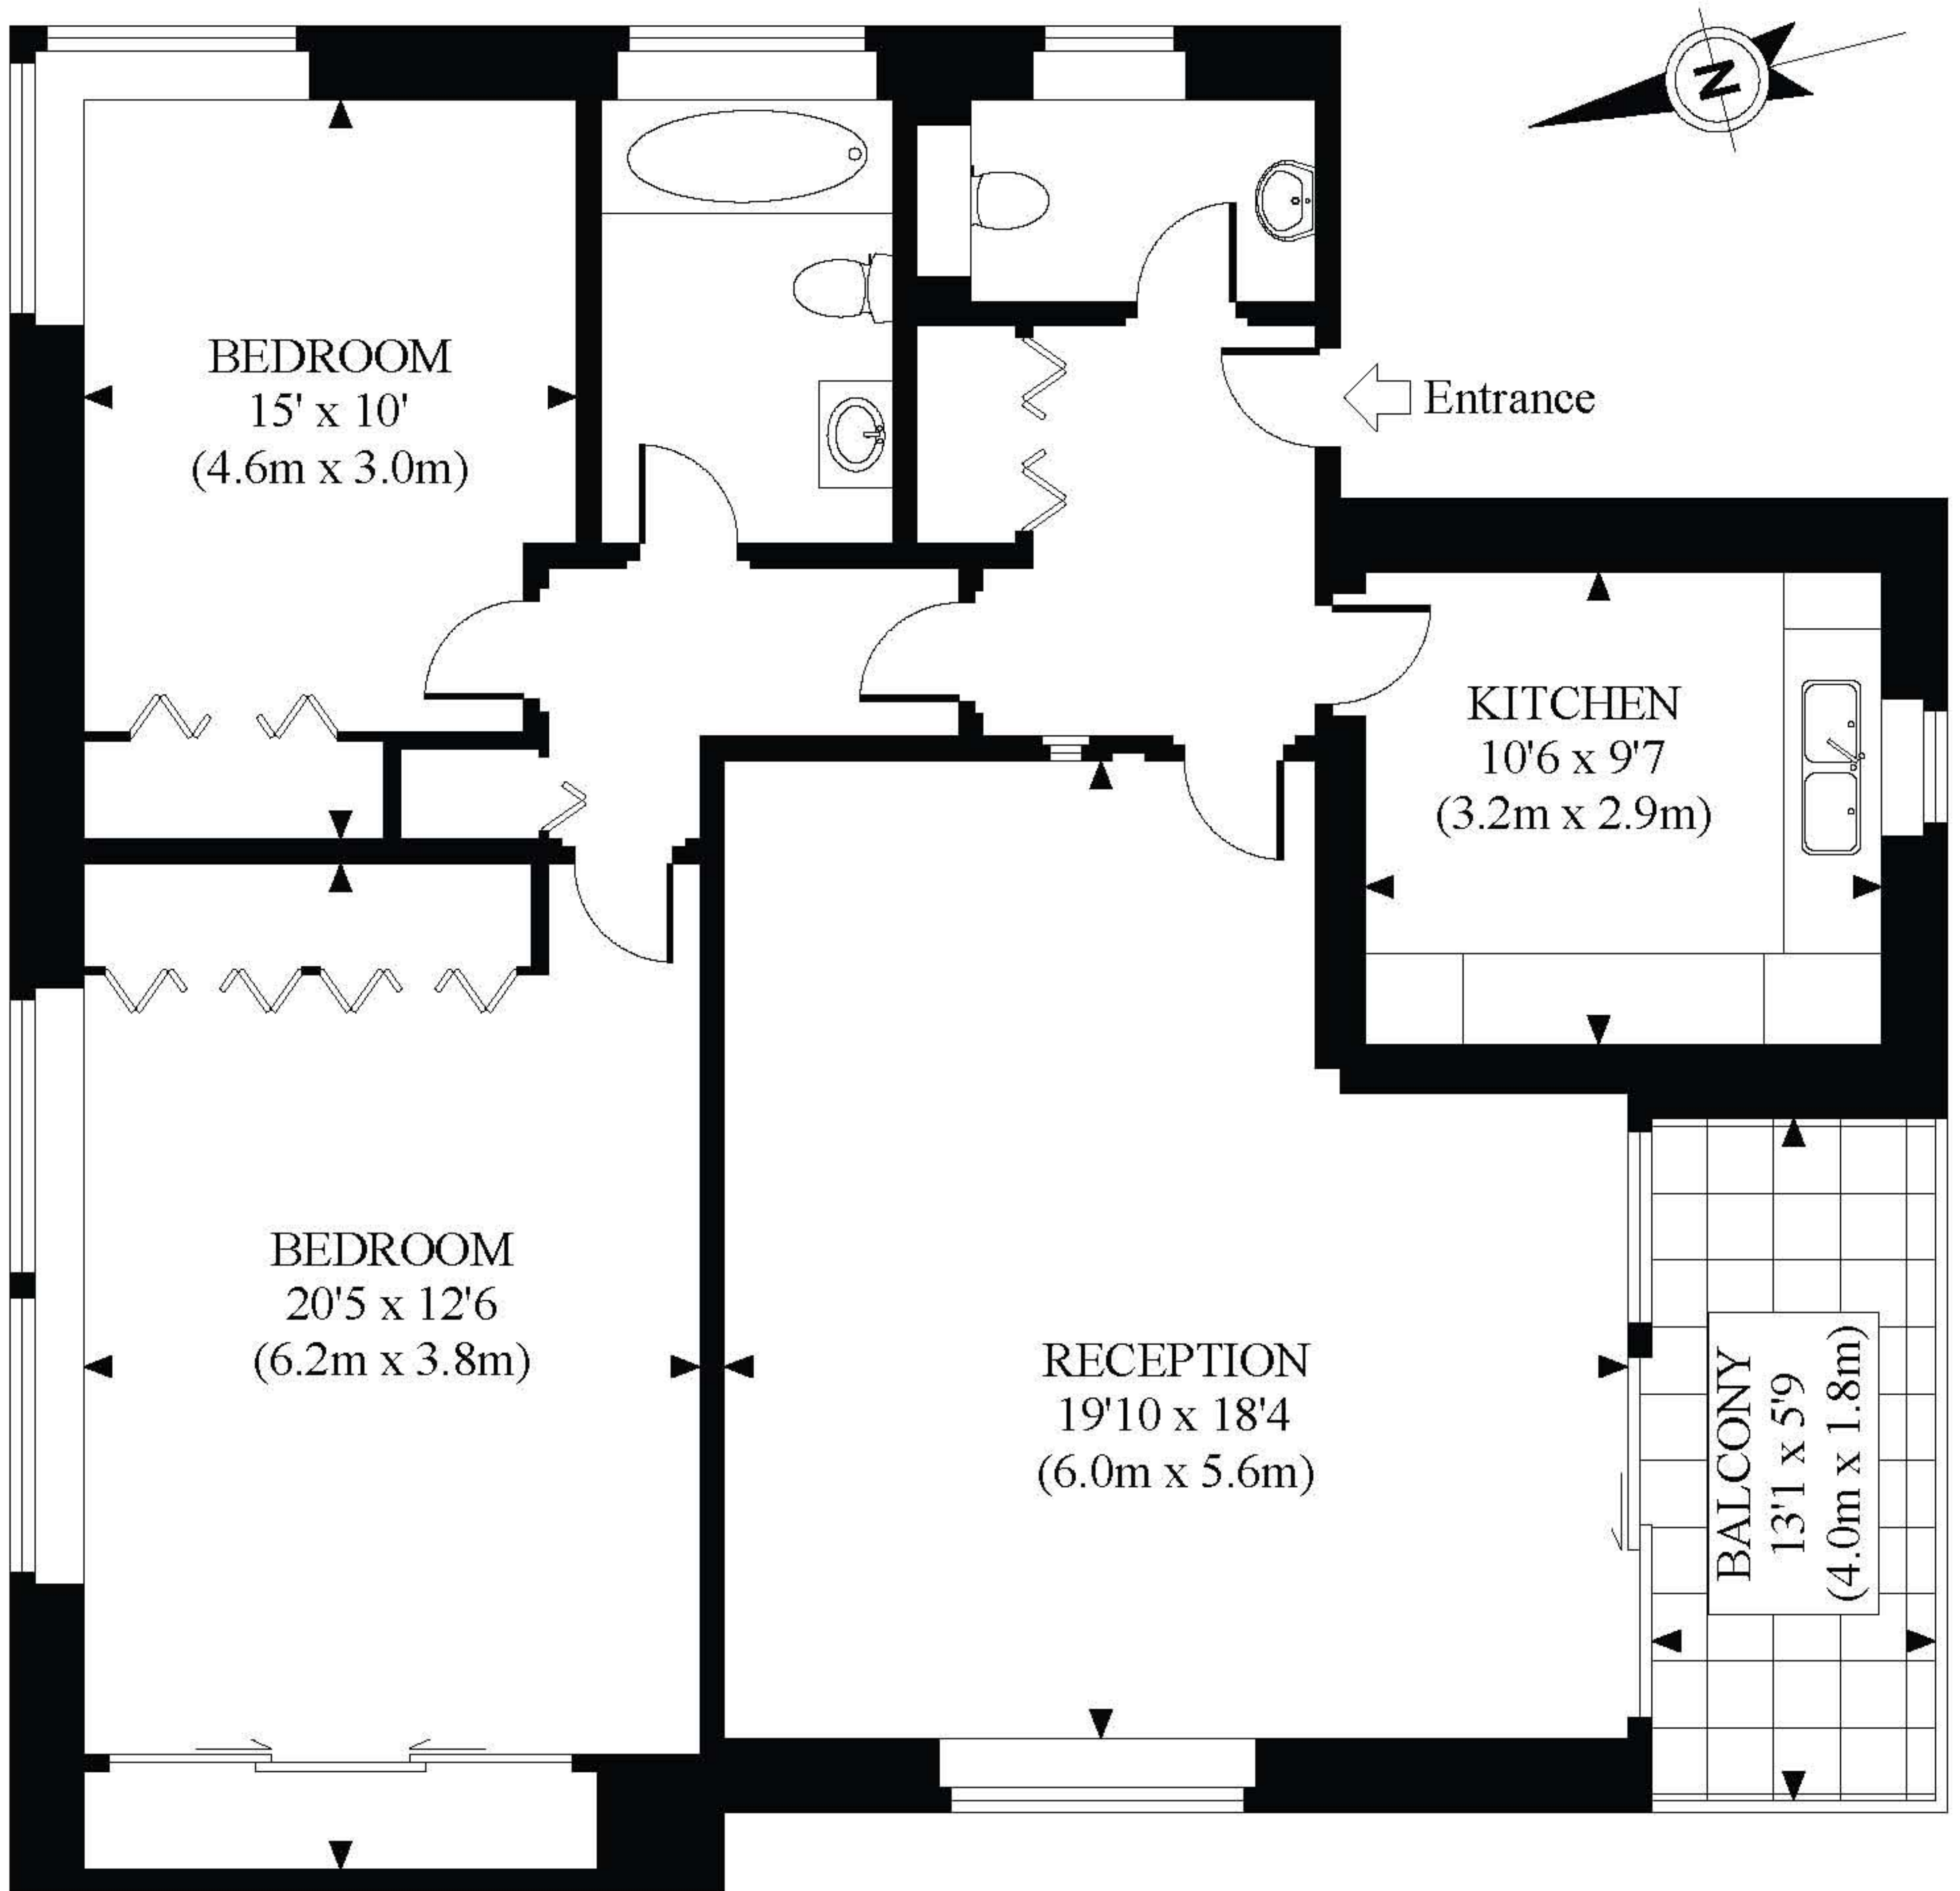 N
BEDROOM
15' x 10'
(4.6m x 3.0m)
Entrance
KITCHEN
10'6 x 9'7
(3.2m x 2.9m)
BEDROOM
20'5 x 12'6
(6.2m x 3.8m)
RECEPTION
19'10 x 18'4
(6.0m x 5.6m)
BALCONY
13'1 x 5'9
(4.0m x 1.8m)